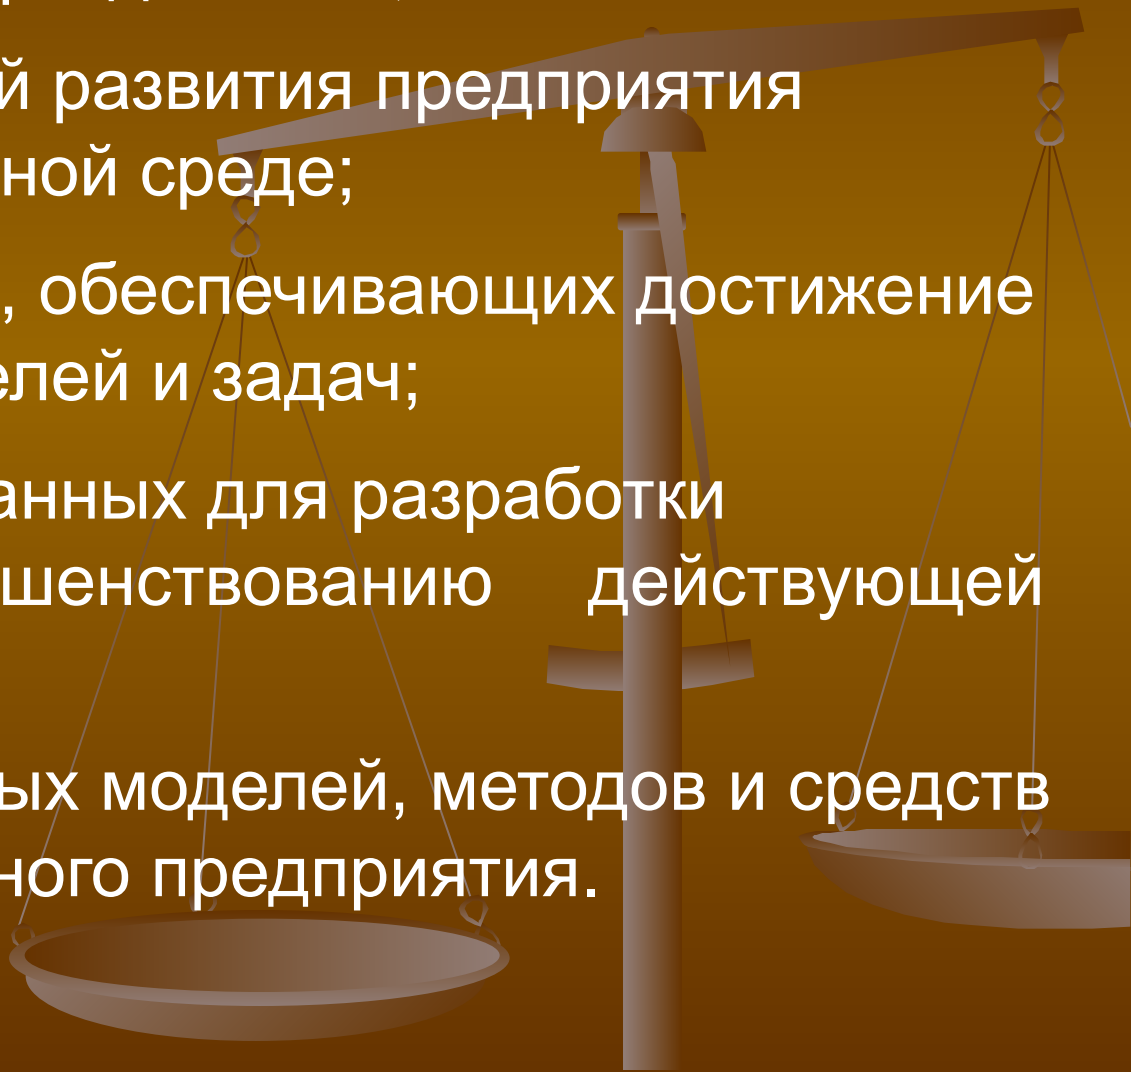 й развития предприятия
ной среде;
, обеспечивающих достижение
елей и задач;
анных для разработки
шенствованию действующей
ых моделей, методов и средств
ного предприятия.